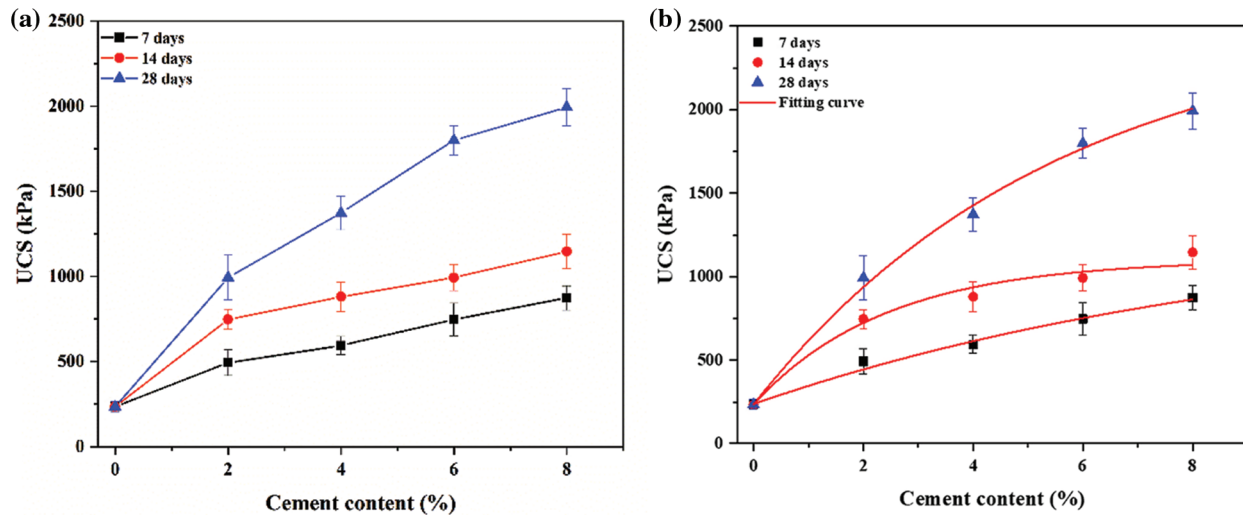 (a)
2500
2000
1500
1000
500
0
UCS (kPa)
7 days
14 days
28 days
0 2 4 6 8
Cement content (%)
(b)
2500
2000
1500
1000
500
0
UCS (kPa)
7 days
14 days
28 days
Fitting curve
0 2 4 6 8
Cement content (%)